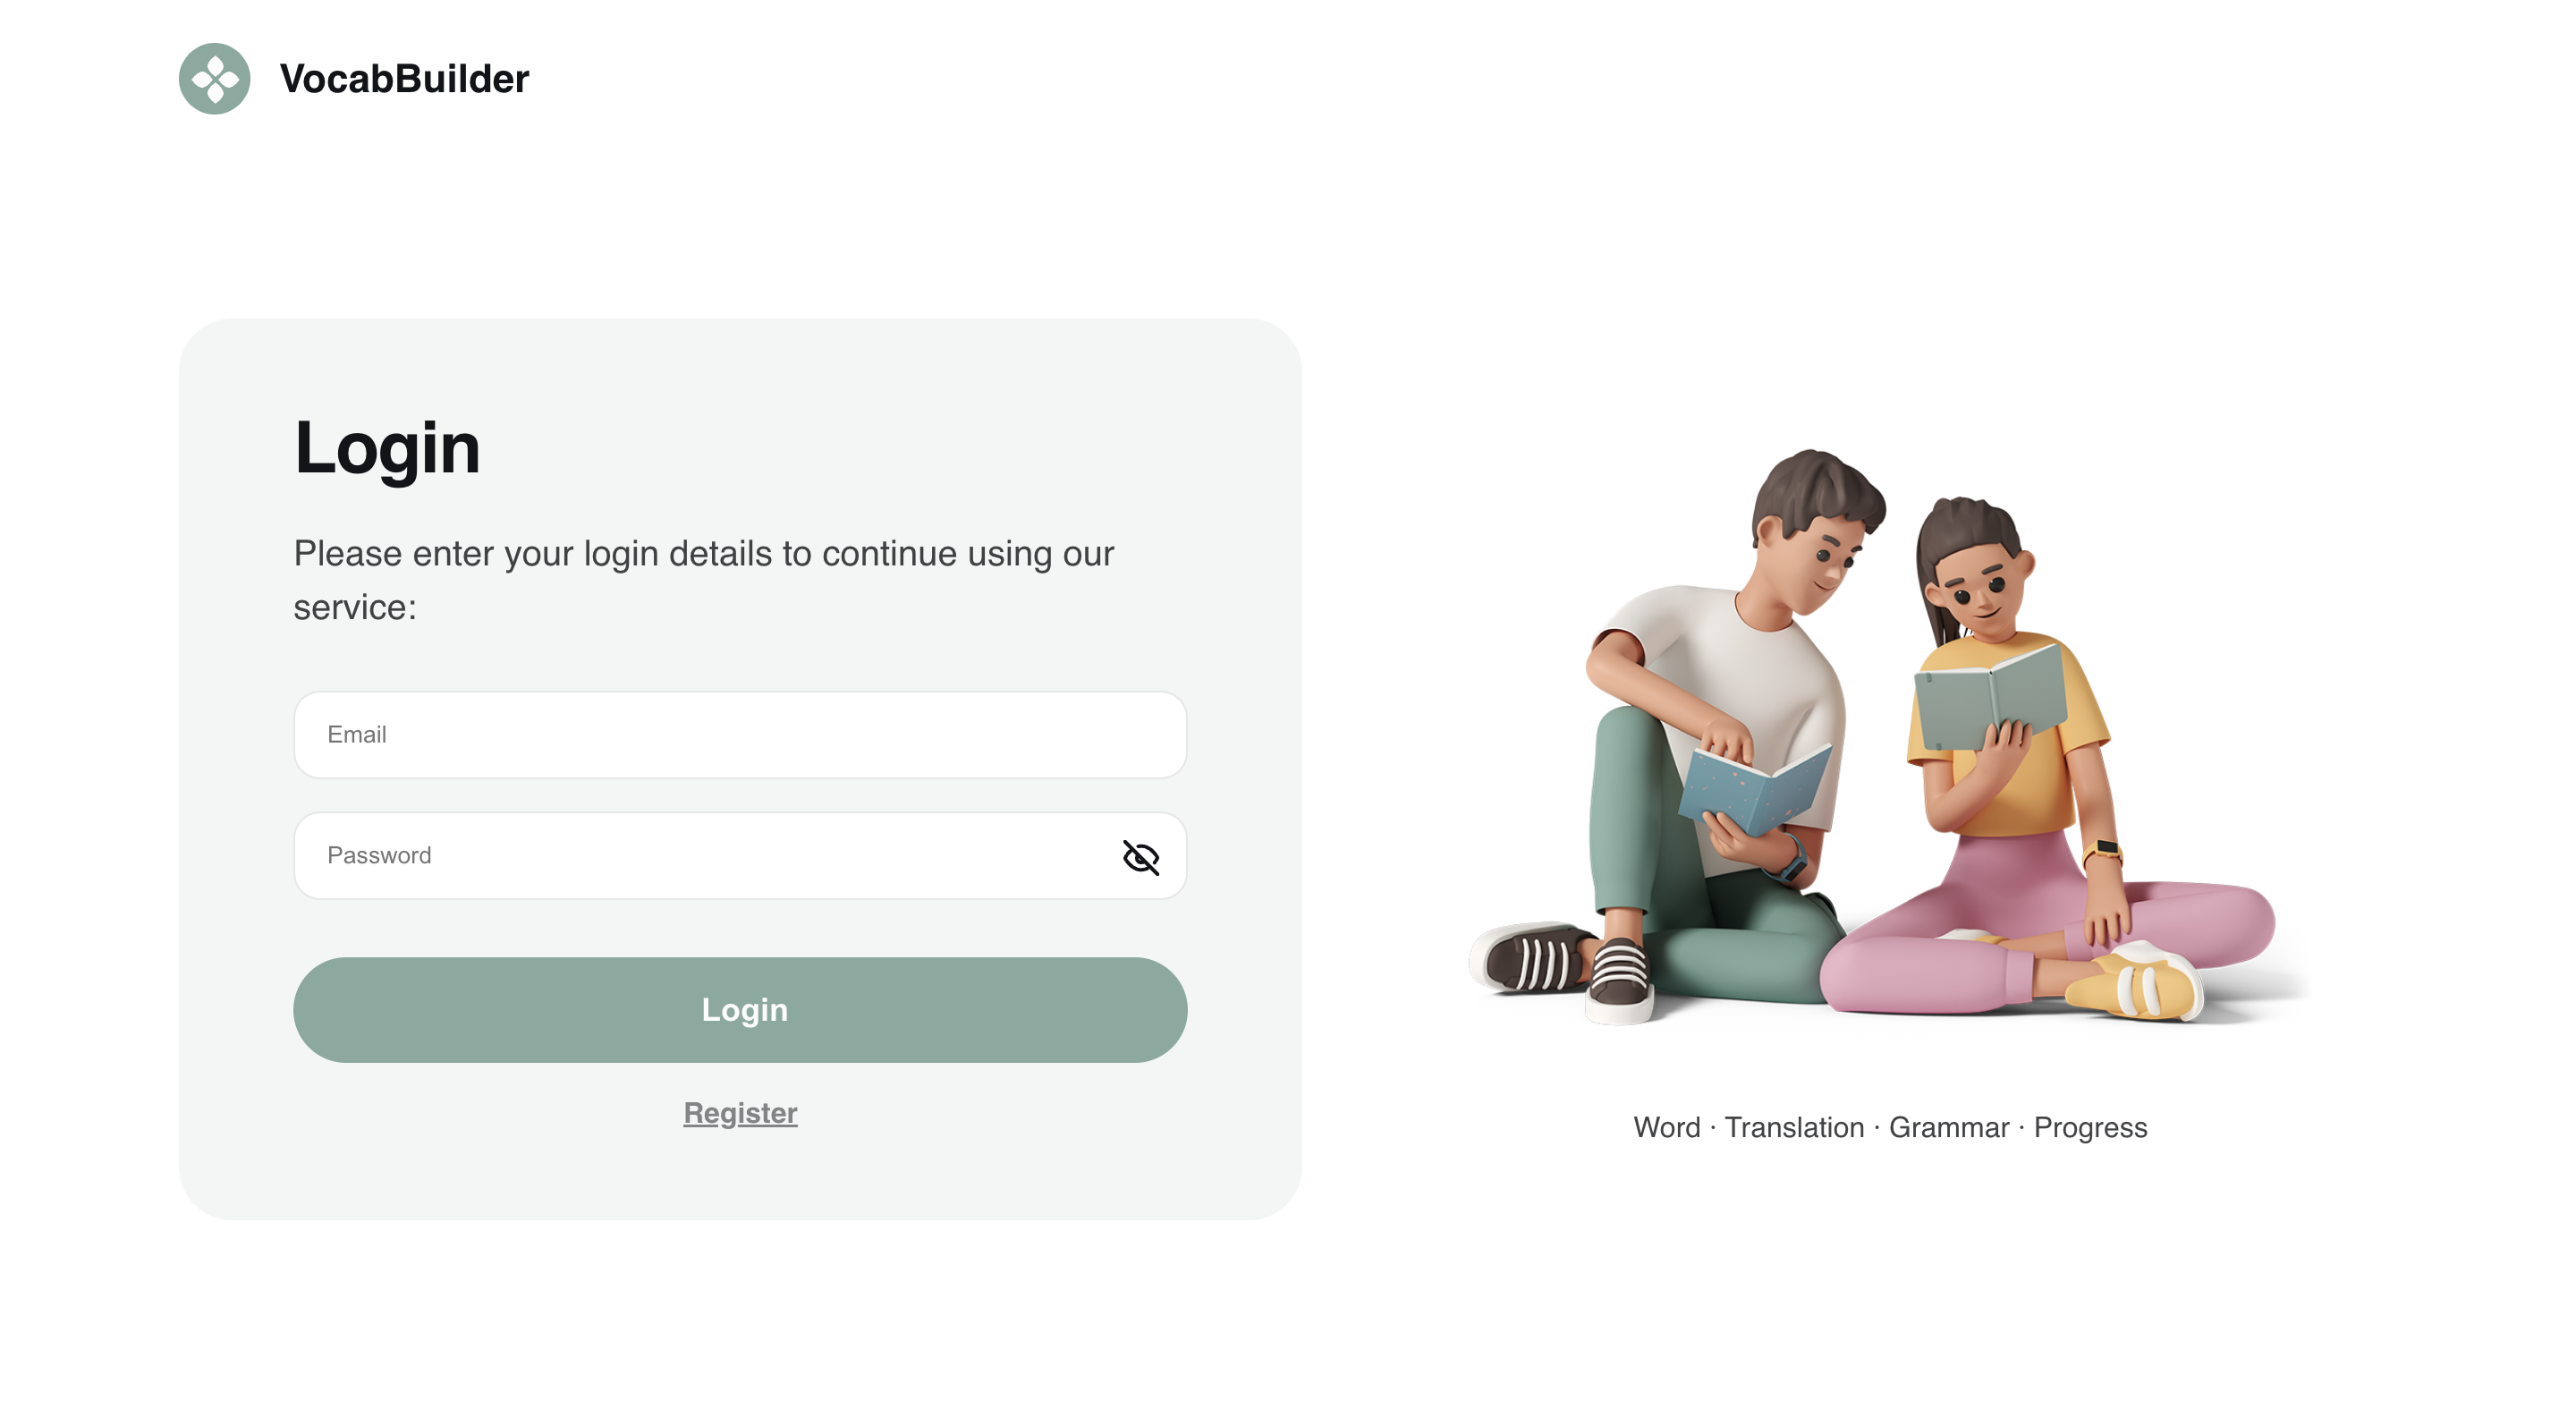 VocabBuilder
Login
Please enter your login details to continue using our
service:
Email
Password
Login
Register
Word · Translation · Grammar · Progress